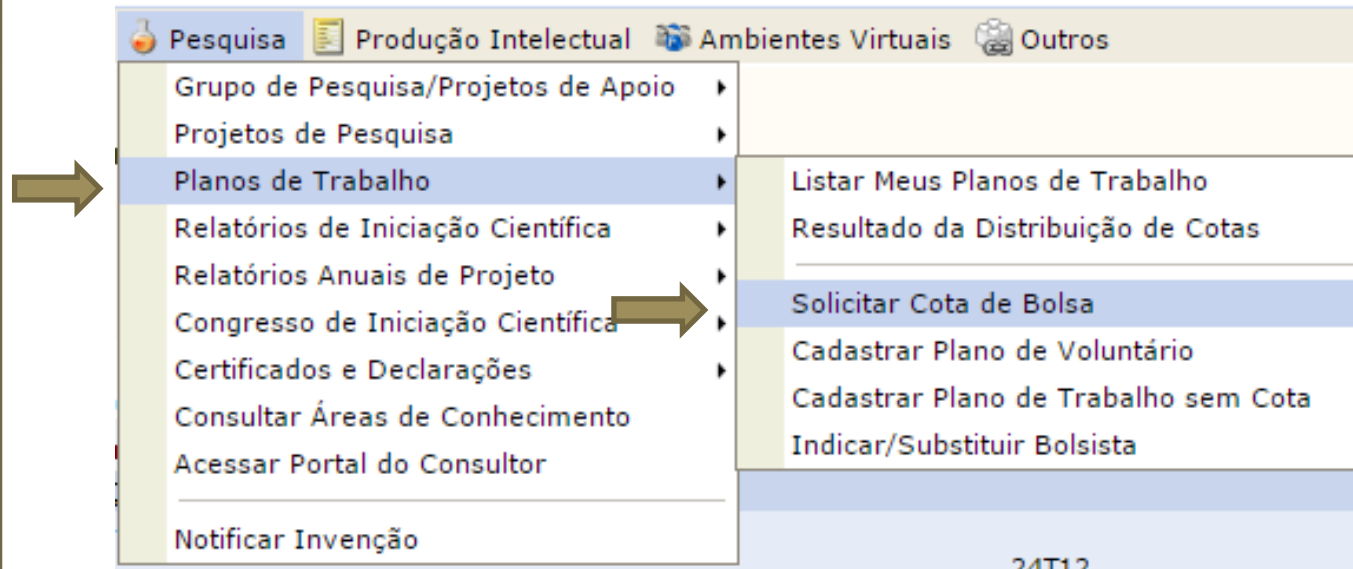 Pesquisa Produção Intelectual Ambientes Virtuais Outros
Grupo de Pesquisa/Projetos de Apoio
Projetos de Pesquisa
Planos de Trabalho
Relatórios de Iniciação Científica
Relatórios Anuais de Projeto
Congresso de Iniciação Científica
Certificados e Declarações
Consultar Áreas de Conhecimento
Acessar Portal do Consultor
Notificar Invenção
Listar Meus Planos de Trabalho
Resultado da Distribuição de Cotas
Solicitar Cota de Bolsa
Cadastrar Plano de Voluntário
Cadastrar Plano de Trabalho sem Cota
Indicar/Substituir Bolsista
24T12